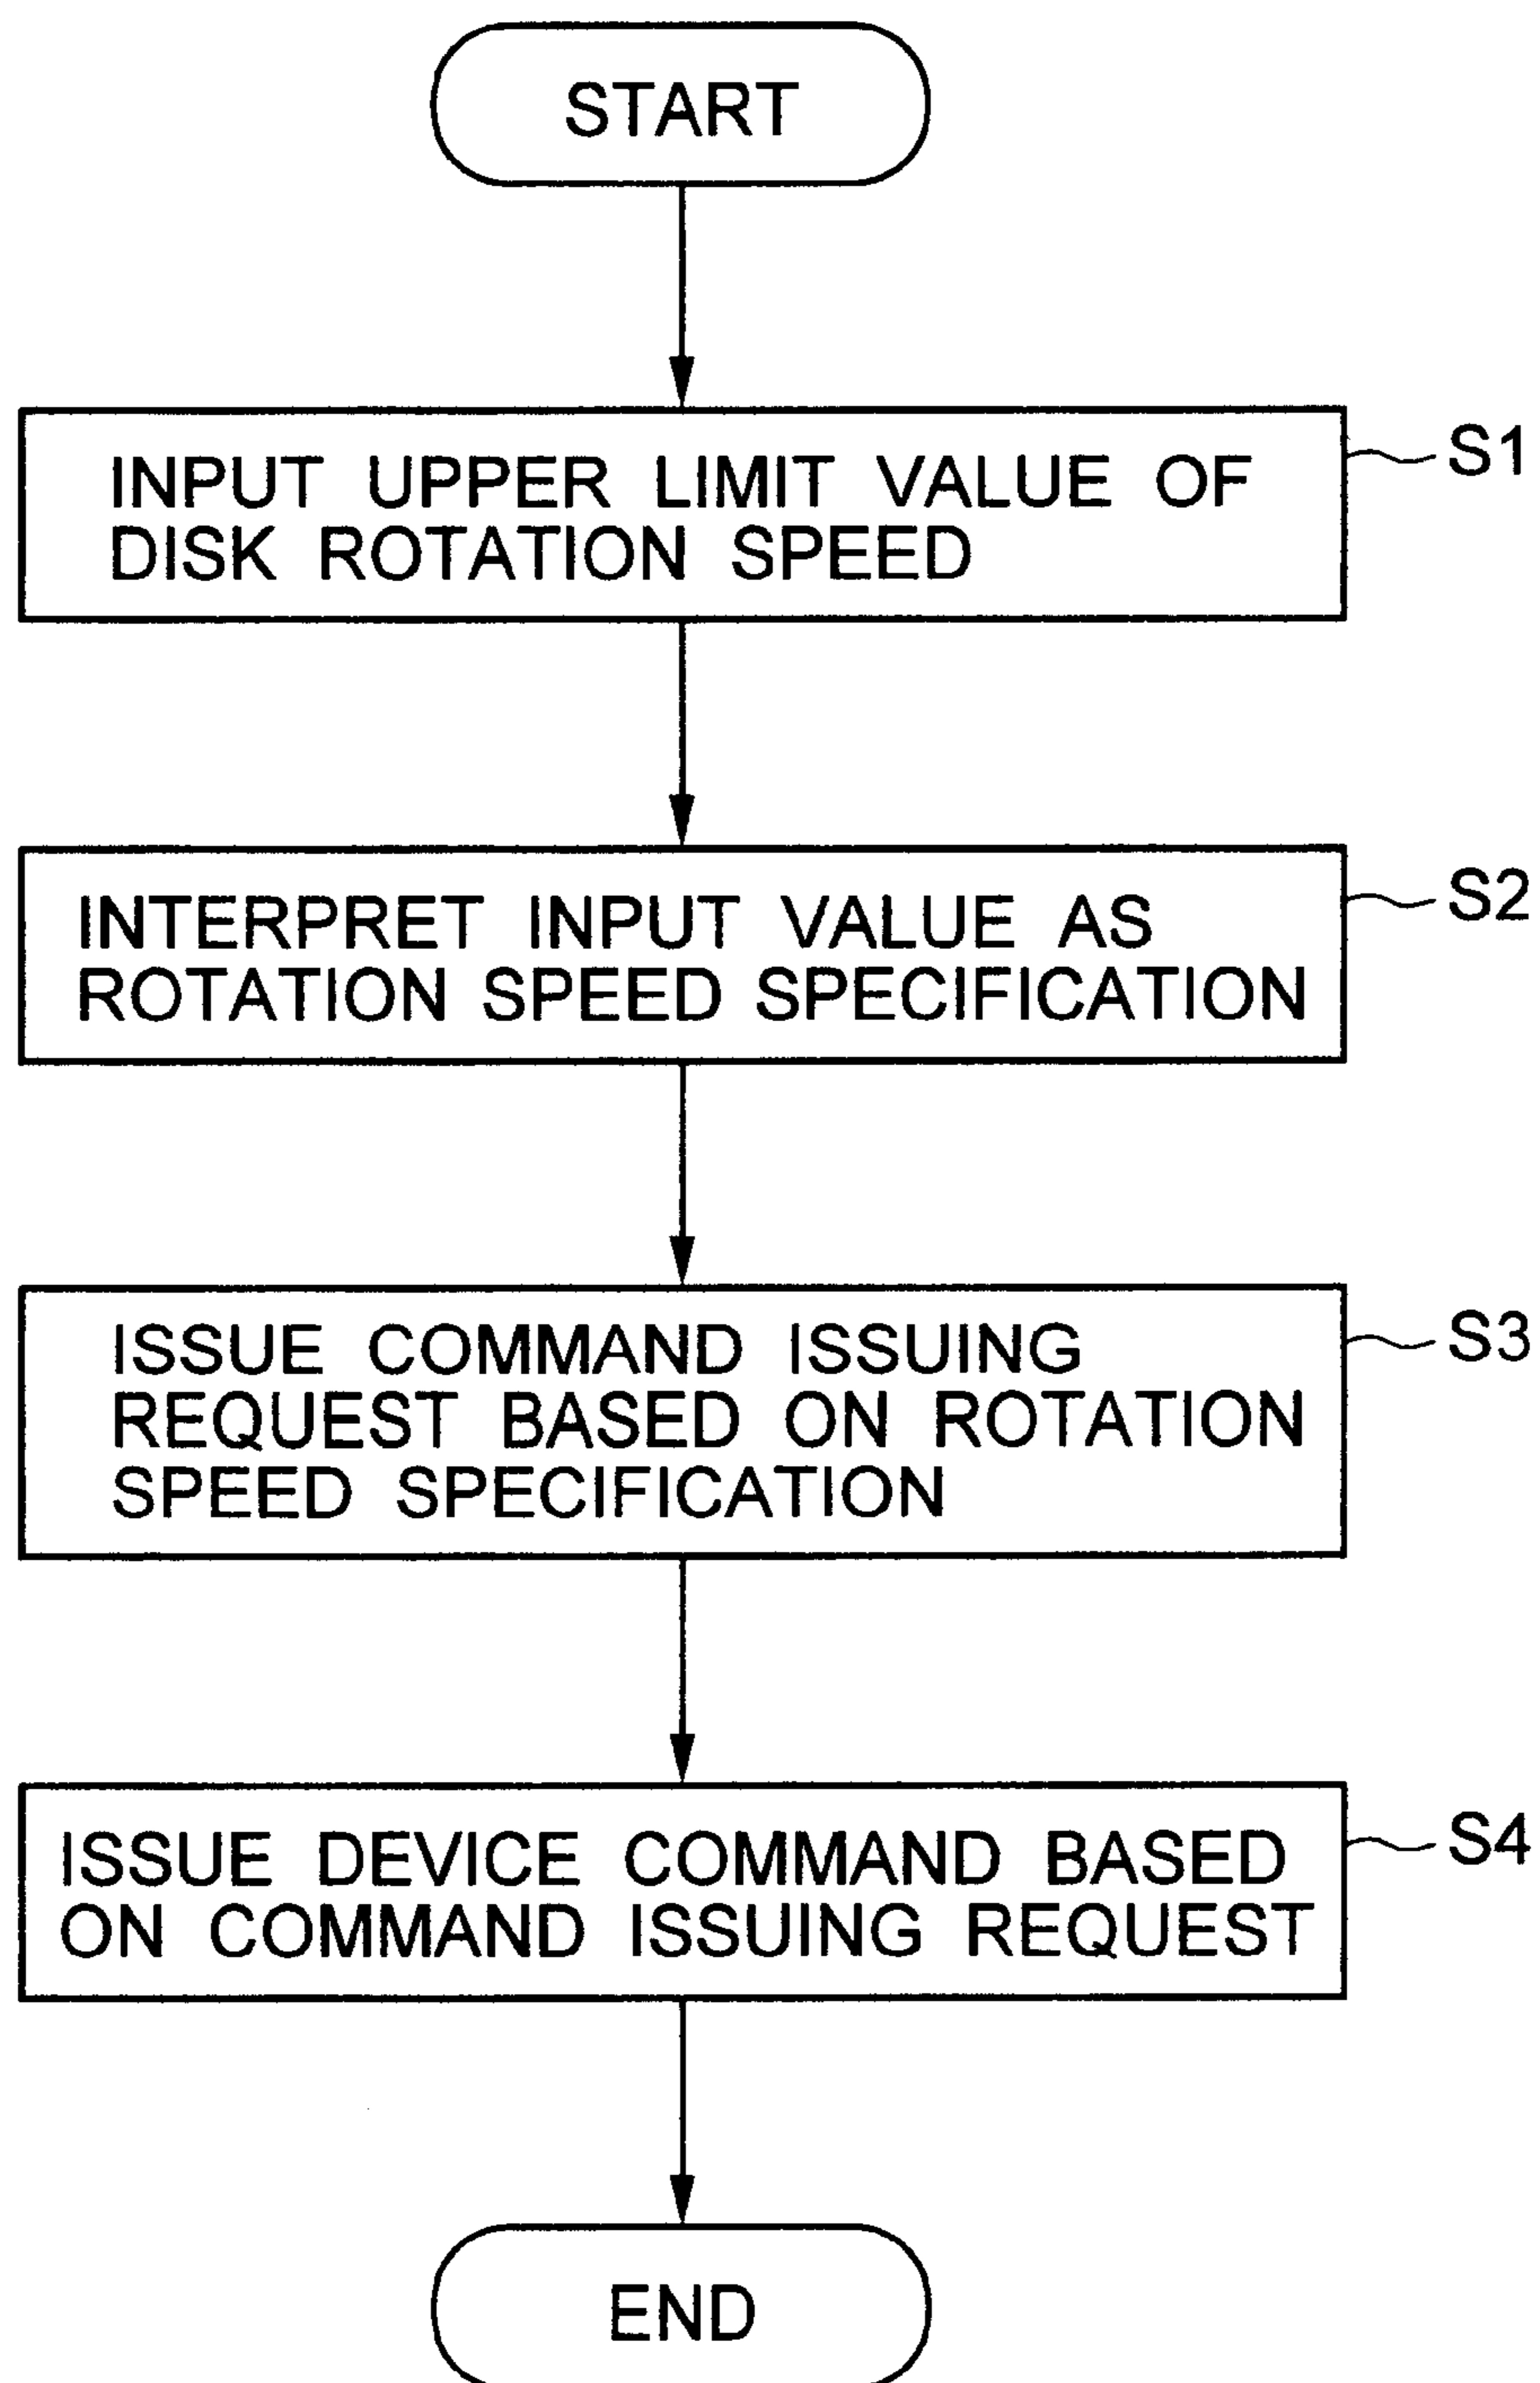 START
INPUT UPPER LIMIT VALUE OF
DISK ROTATION SPEED
S1
INTERPRET INPUT VALUE AS
ROTATION SPEED SPECIFICATION
S2
ISSUE COMMAND ISSUING
REQUEST BASED ON ROTATION
SPEED SPECIFICATION
S3
ISSUE DEVICE COMMAND BASED
ON COMMAND ISSUING REQUEST
S4
END